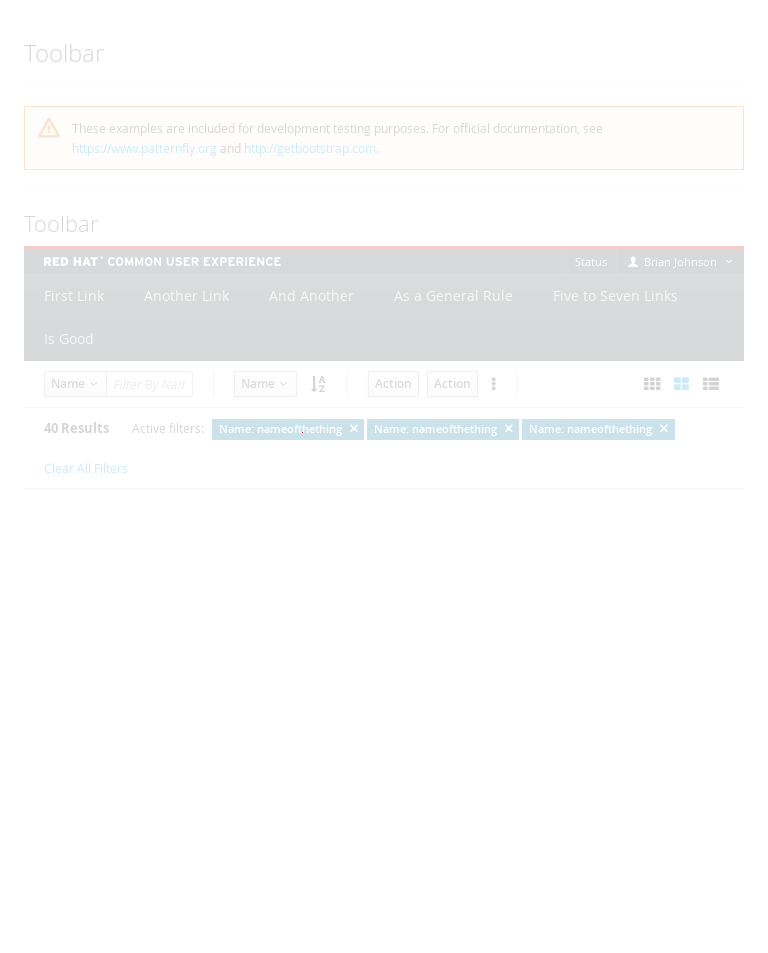 Toolbar
These examples are included for development testing purposes. For official documentation, see
https://www.patternfly.org and http://getbootstrap.com.
Toolbar
RED HAT® COMMON USER EXPERIENCE Status Brian Johnson
First Link Another Link And Another As a General Rule Five to Seven Links
Is Good
Name Filter By Nam Name Action Action
40 Results Active filters: Name: nameofthething × Name: nameofthething × Name: nameofthething ×
Clear All Filters